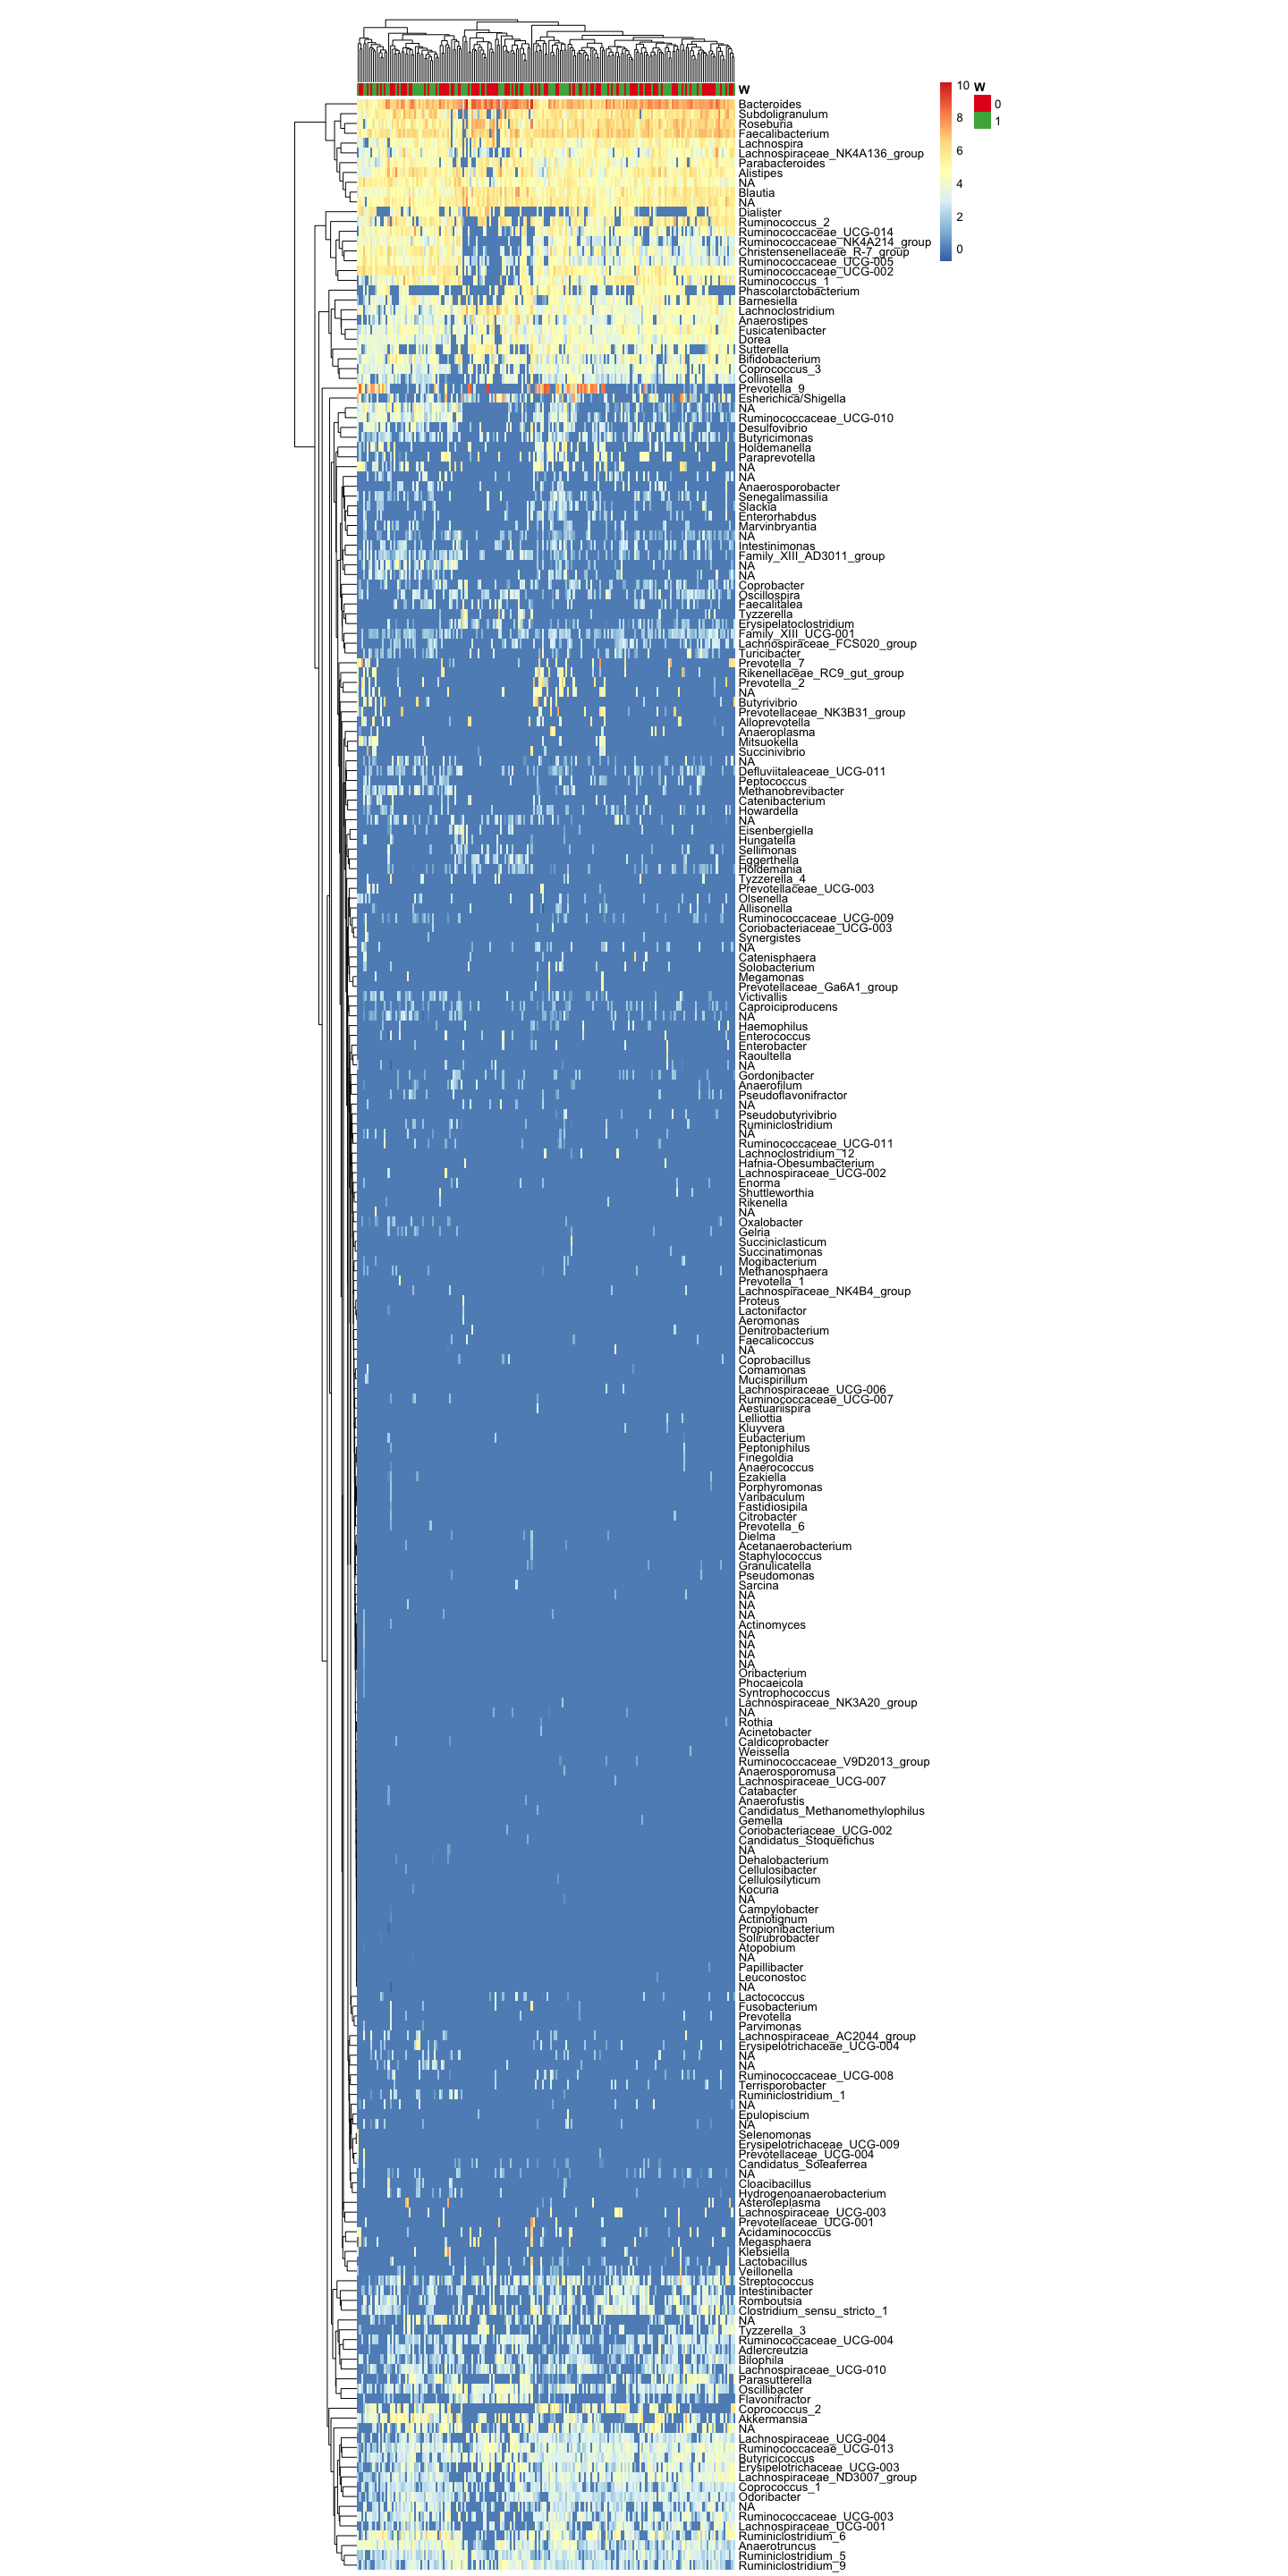 W
10
8
6
4
2
0
W
0
1
Bacteroides
Subdoligranulum
Roseburia
Faecalibacterium
Lachnospira
Lachnospiraceae_NK4A136_group
Parabacteroides
Alistipes
NA
Blautia
NA
Dialister
Ruminococcus_2
Ruminococcaceae_UCG-014
Ruminococcaceae_NK4A214_group
Christensenellaceae_R-7_group
Ruminococcaceae_UCG-005
Ruminococcaceae_UCG-002
Ruminococcus_1
Phascolarctobacterium
Barnesiella
Lachnoclostridium
Anaerostipes
Fusicatenibacter
Dorea
Sutterella
Bifidobacterium
Coprococcus_3
Collinsella
Prevotella_9
Esherichica/Shigella
NA
Ruminococcaceae_UCG-010
Desulfovibrio
Butyricimonas
Holdemanella
Paraprevotella
NA
NA
Anaerosporobacter
Senegalimassilia
Slackia
Enterorhabdus
Marvinbryantia
NA
Intestinimonas
Family_XIII_AD3011_group
NA
NA
Coprobacter
Oscillospira
Faecalitalea
Tyzzerella
Erysipelatoclostridium
Family_XIII_UCG-001
Lachnospiraceae_FCS020_group
Turicibacter
Prevotella_7
Rikenellaceae_RC9_gut_group
Prevotella_2
NA
Butyrivibrio
Prevotellaceae_NK3B31_group
Alloprevotella
Anaeroplasma
Mitsuokella
Succinivibrio
NA
Defluviitaleaceae_UCG-011
Peptococcus
Methanobrevibacter
Catenibacterium
Howardella
NA
Eisenbergiella
Hungatella
Sellimonas
Eggerthella
Holdemania
Tyzzerella_4
Prevotellaceae_UCG-003
Olsenella
Allisonella
Ruminococcaceae_UCG-009
Coriobacteriaceae_UCG-003
Synergistes
NA
Catenisphaera
Solobacterium
Megamonas
Prevotellaceae_Ga6A1_group
Victivallis
Caproiciproducens
NA
Haemophilus
Enterococcus
Enterobacter
Raoultella
NA
Gordonibacter
Anaerofilum
Pseudoflavonifractor
NA
Pseudobutyrivibrio
Ruminiclostridium
NA
Ruminococcaceae_UCG-011
Lachnoclostridium_12
Hafnia-Obesumbacterium
Lachnospiraceae_UCG-002
Enorma
Shuttleworthia
Rikenella
NA
Oxalobacter
Gelria
Succiniclasticum
Succinatimonas
Mogibacterium
Methanosphaera
Prevotella_1
Lachnospiraceae_NK4B4_group
Proteus
Lactonifactor
Aeromonas
Denitrobacterium
Faecalicoccus
NA
Coprobacillus
Comamonas
Mucispirillum
Lachnospiraceae_UCG-006
Ruminococcaceae_UCG-007
Aestuariispira
Lelliottia
Kluyvera
Eubacterium
Peptoniphilus
Finegoldia
Anaerococcus
Ezakiella
Porphyromonas
Varibaculum
Fastidiosipila
Citrobacter
Prevotella_6
Dielma
Acetanaerobacterium
Staphylococcus
Granulicatella
Pseudomonas
Sarcina
NA
NA
NA
Actinomyces
NA
NA
NA
NA
Oribacterium
Phocaeicola
Syntrophococcus
Lachnospiraceae_NK3A20_group
NA
Rothia
Acinetobacter
Caldicoprobacter
Weissella
Ruminococcaceae_V9D2013_group
Anaerosporomusa
Lachnospiraceae_UCG-007
Catabacter
Anaerofustis
Candidatus_Methanomethylophilus
Gemella
Coriobacteriaceae_UCG-002
Candidatus_Stoquefichus
NA
Dehalobacterium
Cellulosibacter
Cellulosilyticum
Kocuria
NA
Campylobacter
Actinotignum
Propionibacterium
Solirubrobacter
Atopobium
NA
Papillibacter
Leuconostoc
NA
Lactococcus
Fusobacterium
Prevotella
Parvimonas
Lachnospiraceae_AC2044_group
Erysipelotrichaceae_UCG-004
NA
NA
Ruminococcaceae_UCG-008
Terrisporobacter
Ruminiclostridium_1
NA
Epulopiscium
NA
Selenomonas
Erysipelotrichaceae_UCG-009
Prevotellaceae_UCG-004
Candidatus_Soleaferrea
NA
Cloacibacillus
Hydrogenoanaerobacterium
Asteroleplasma
Lachnospiraceae_UCG-003
Prevotellaceae_UCG-001
Acidaminococcus
Megasphaera
Klebsiella
Lactobacillus
Veillonella
Streptococcus
Intestinibacter
Romboutsia
Clostridium_sensu_stricto_1
NA
Tyzzerella_3
Ruminococcaceae_UCG-004
Adlercreutzia
Bilophila
Lachnospiraceae_UCG-010
Parasutterella
Oscillibacter
Flavonifractor
Coprococcus_2
Akkermansia
NA
Lachnospiraceae_UCG-004
Ruminococcaceae_UCG-013
Butyricicoccus
Erysipelotrichaceae_UCG-003
Lachnospiraceae_ND3007_group
Coprococcus_1
Odoribacter
NA
Ruminococcaceae_UCG-003
Lachnospiraceae_UCG-001
Ruminiclostridium_6
Anaerotruncus
Ruminiclostridium_5
Ruminiclostridium_9